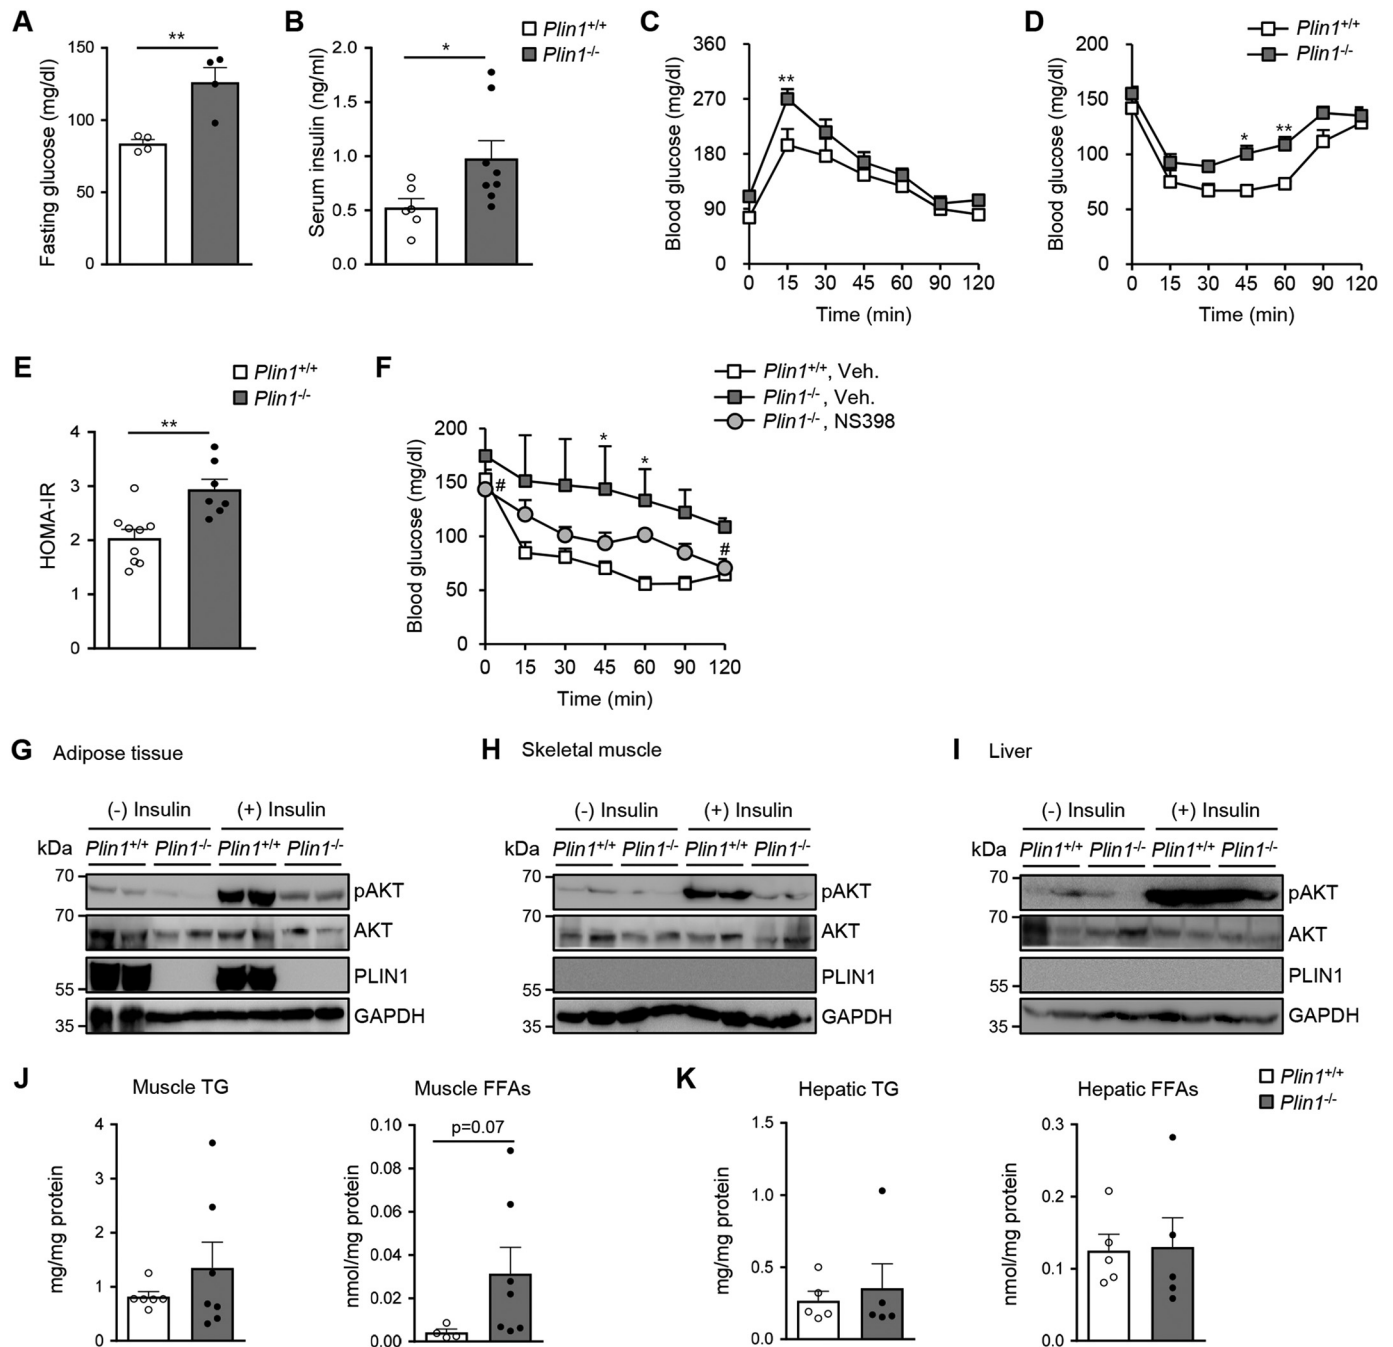 A
Fasting glucose (mg/dl)
150
100
50
0
**
B
Serum insulin (ng/ml)
2.0
1.5
1.0
0.5
0.0
*
Plin1+/+
Plin1-/-
C
Blood glucose (mg/dl)
360
270
180
90
0
**
0 15 30 45 60 90 120
Time (min)
D
Plin1+/+
Plin1-/-
Blood glucose (mg/dl)
200
150
100
50
0
* **
0 15 30 45 60 90 120
Time (min)
E
Plin1+/+
Plin1-/-
HOMA-IR
4
3
2
1
0
**
F
Plin1+/+, Veh.
Plin1-/-, Veh.
Plin1-/-, NS398
Blood glucose (mg/dl)
200
150
100
50
0
* *
#
#
0 15 30 45 60 90 120
Time (min)
G Adipose tissue
(-) Insulin (+) Insulin
kDa Plin1+/+ Plin1-/- Plin1+/+ Plin1-/-
70 pAKT
70 AKT
PLIN1
55
GAPDH
35
H Skeletal muscle
(-) Insulin (+) Insulin
kDa Plin1+/+ Plin1-/- Plin1+/+ Plin1-/-
70 pAKT
70 AKT
PLIN1
55
GAPDH
35
I Liver
(-) Insulin (+) Insulin
kDa Plin1+/+ Plin1-/- Plin1+/+ Plin1-/-
70 pAKT
70 AKT
PLIN1
55
GAPDH
35
J
Muscle TG
mg/mg protein
4
3
2
1
0
Muscle FFAs
nmol/mg protein
0.10
0.08
0.06
0.04
0.02
0.00
p=0.07
K
Hepatic TG
mg/mg protein
1.5
1.0
0.5
0.0
Hepatic FFAs
nmol/mg protein
0.3
0.2
0.1
0.0
Plin1+/+
Plin1-/-